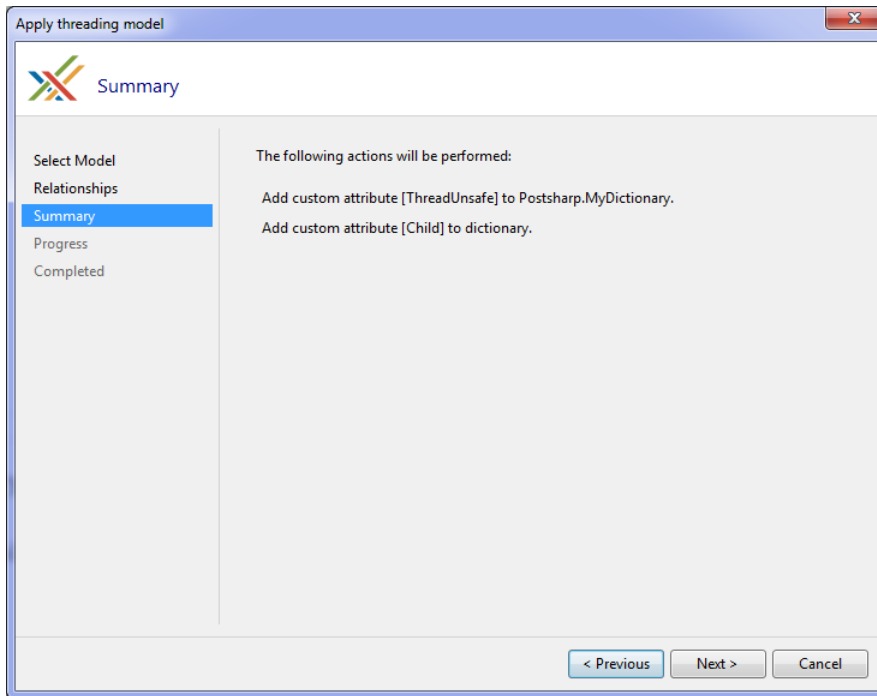 Apply threading model
Summary
Select Model
Relationships
Summary
Progress
Completed
The following actions will be performed:
Add custom attribute [ThreadUnsafe] to Postsharp.MyDictionary.
Add custom attribute [Child] to dictionary.
< Previous
Next >
Cancel